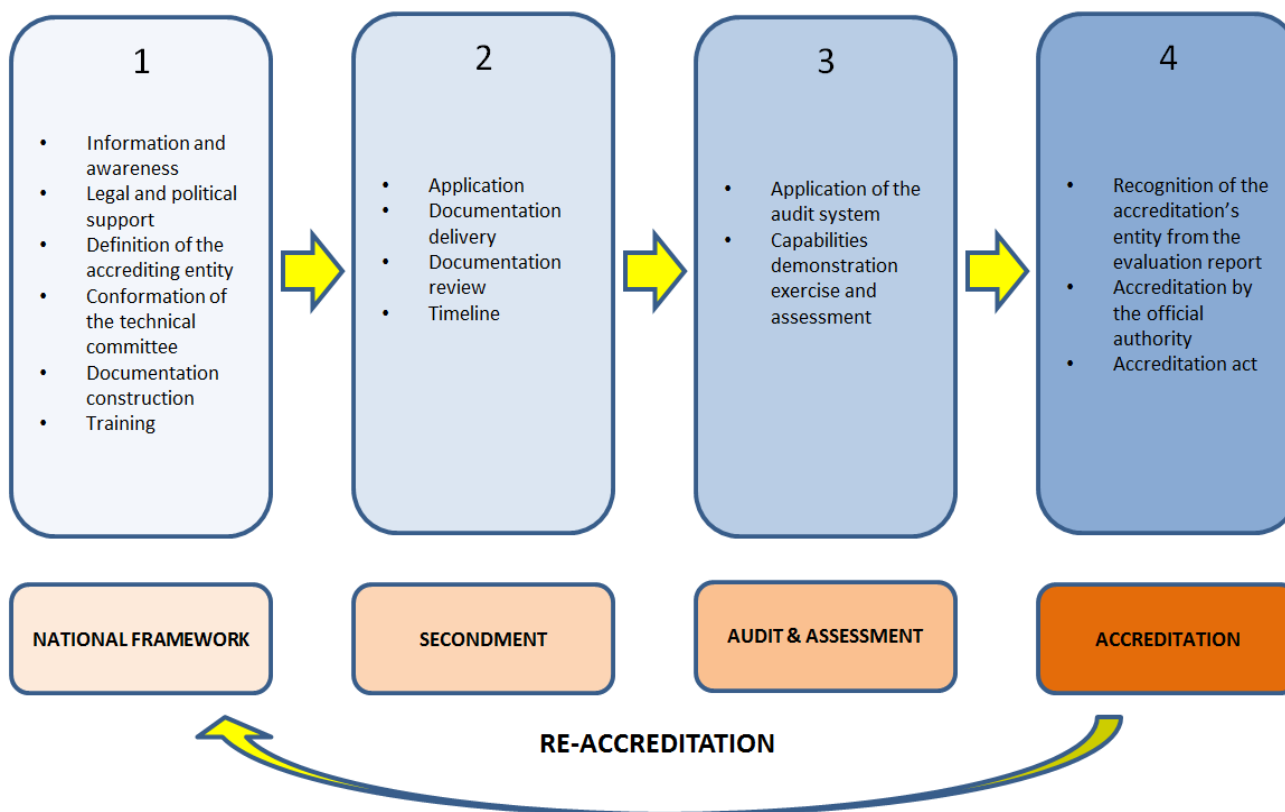 1
• Information and
awareness
• Legal and political
support
• Definition of the
accrediting entity
• Conformation of
the technical
committee
• Documentation
construction
• Training
2
• Application
• Documentation
delivery
• Documentation
review
• Timeline
3
• Application of the
audit system
• Capabilities
demonstration
exercise and
assessment
4
• Recognition of the
accreditation’s
entity from the
evaluation report
• Accreditation by
the official
authority
• Accreditation act
NATIONAL FRAMEWORK
SECONDMENT
AUDIT & ASSESSMENT
ACCREDITATION
RE-ACCREDITATION